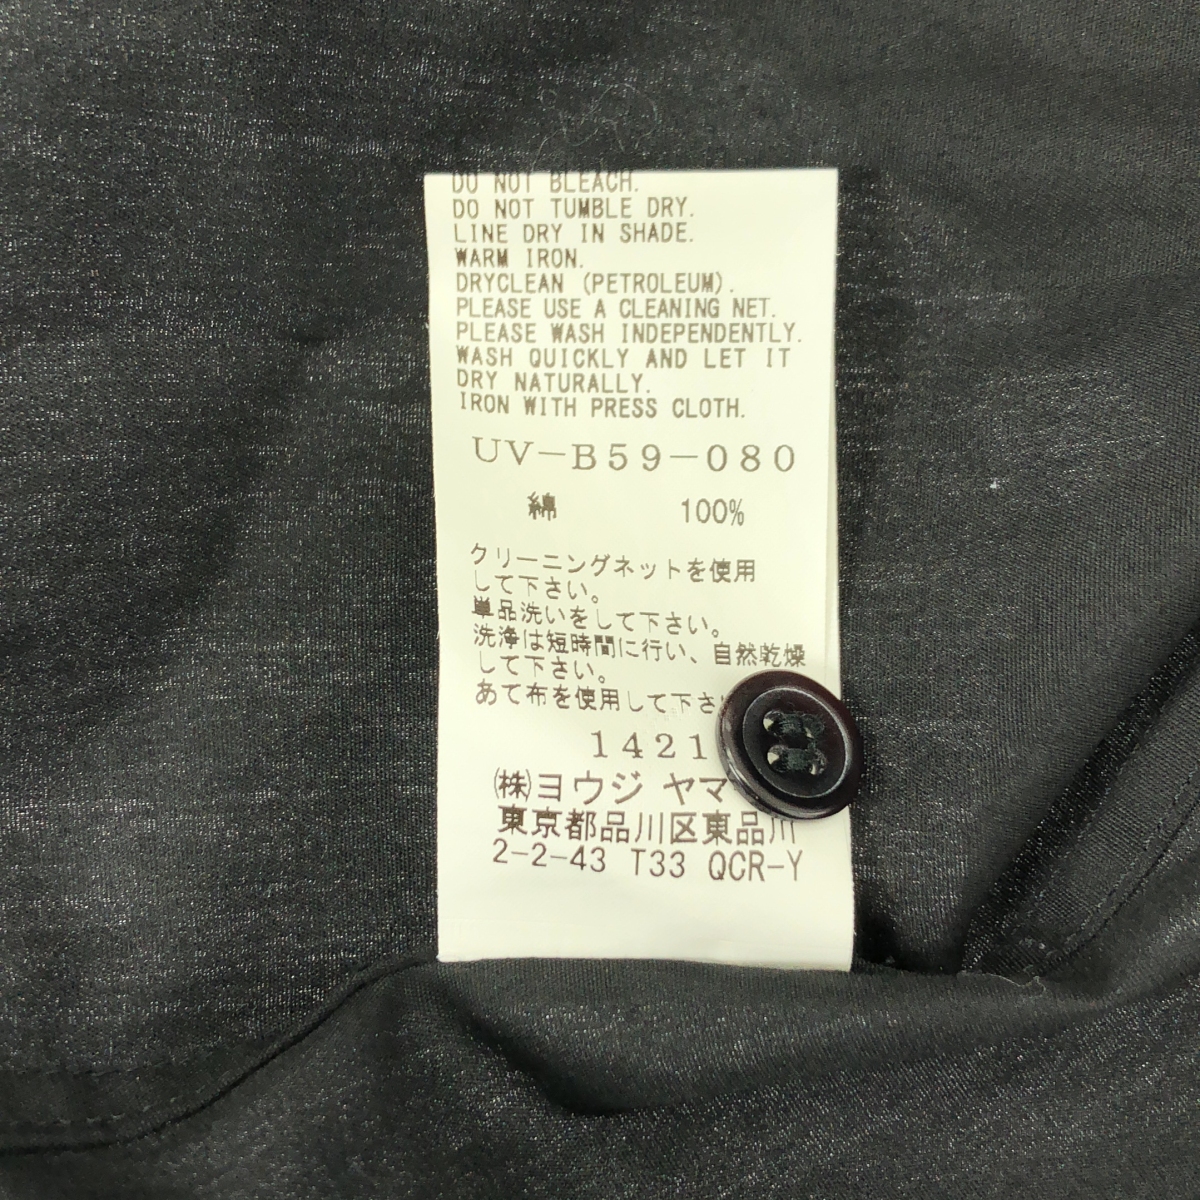 DO NOT BLEACH.
DO NOT TUMBLE DRY.
LINE DRY IN SHADE.
WARM IRON.
DRYCLEAN (PETROLEUM).
PLEASE USE A CLEANING NET.
PLEASE WASH INDEPENDENTLY.
WASH QUICKLY AND LET IT
DRY NATURALLY.
IRON WITH PRESS CLOTH.
UV-B59-080
綿 100%
クリーニングネットを使用
して下さい。
単品洗いをして下さい。
洗浄は短時間に行い、自然乾燥
して下さい。
あて布を使用して下さ
1421
㈱ヨウジ ヤマ
東京都品川区東品川
2-2-43 T33 QCR-Y